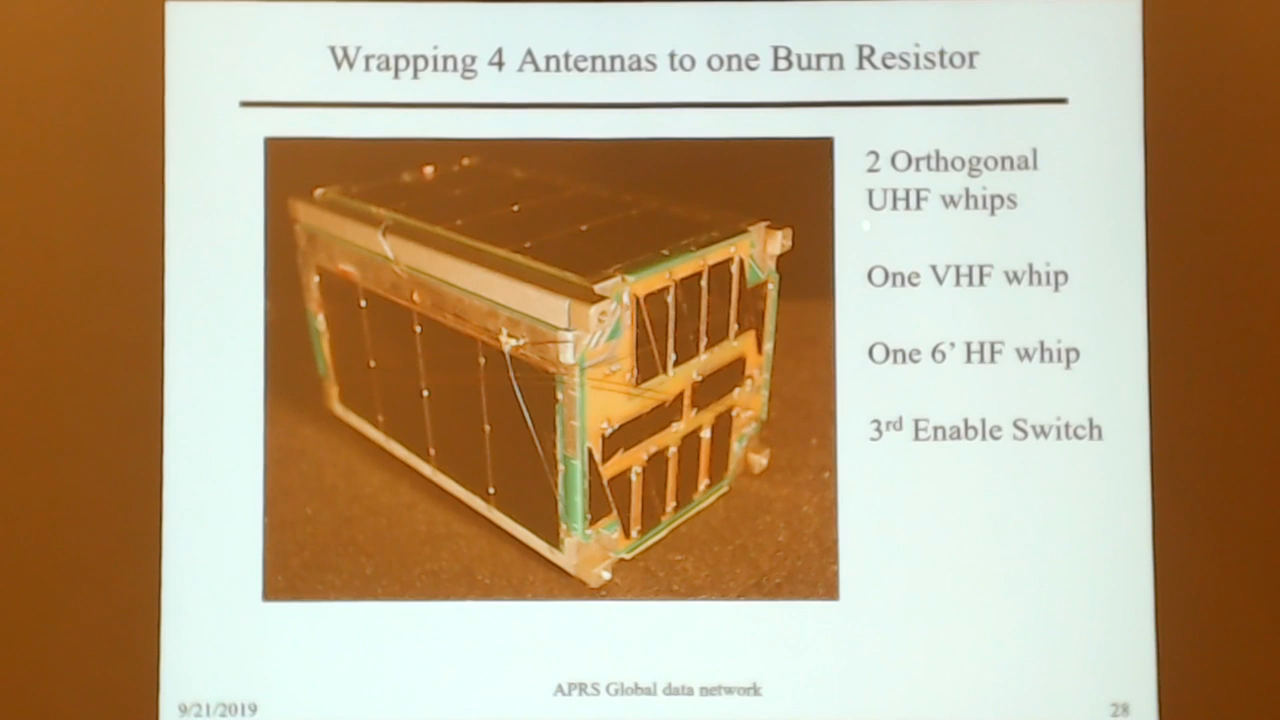 Wrapping 4 Antennas to one Burn Resistor
2 Orthogonal
UHF whips
One VHF whip
One 6’ HF whip
3rd Enable Switch
APRS Global data network
9/21/2019
28